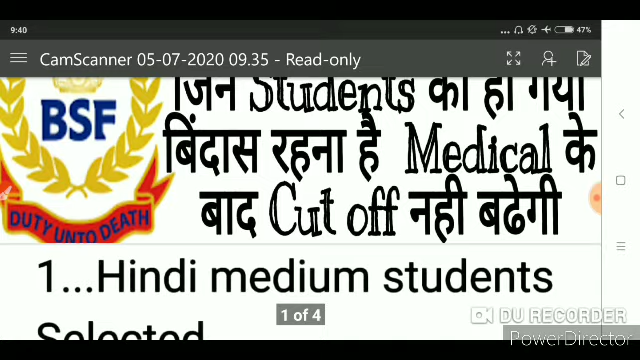 9:40
... 47%
CamScanner 05-07-2020 09.35 - Read-only
जिन Students का हो गया
BSF
बिंदास रहना है Medical के
बाद Cut off नही बढेगी
DUTY UNTO DEATH
1...Hindi medium students
1 of 4
Selected
DU RECORDER
PowerDirector